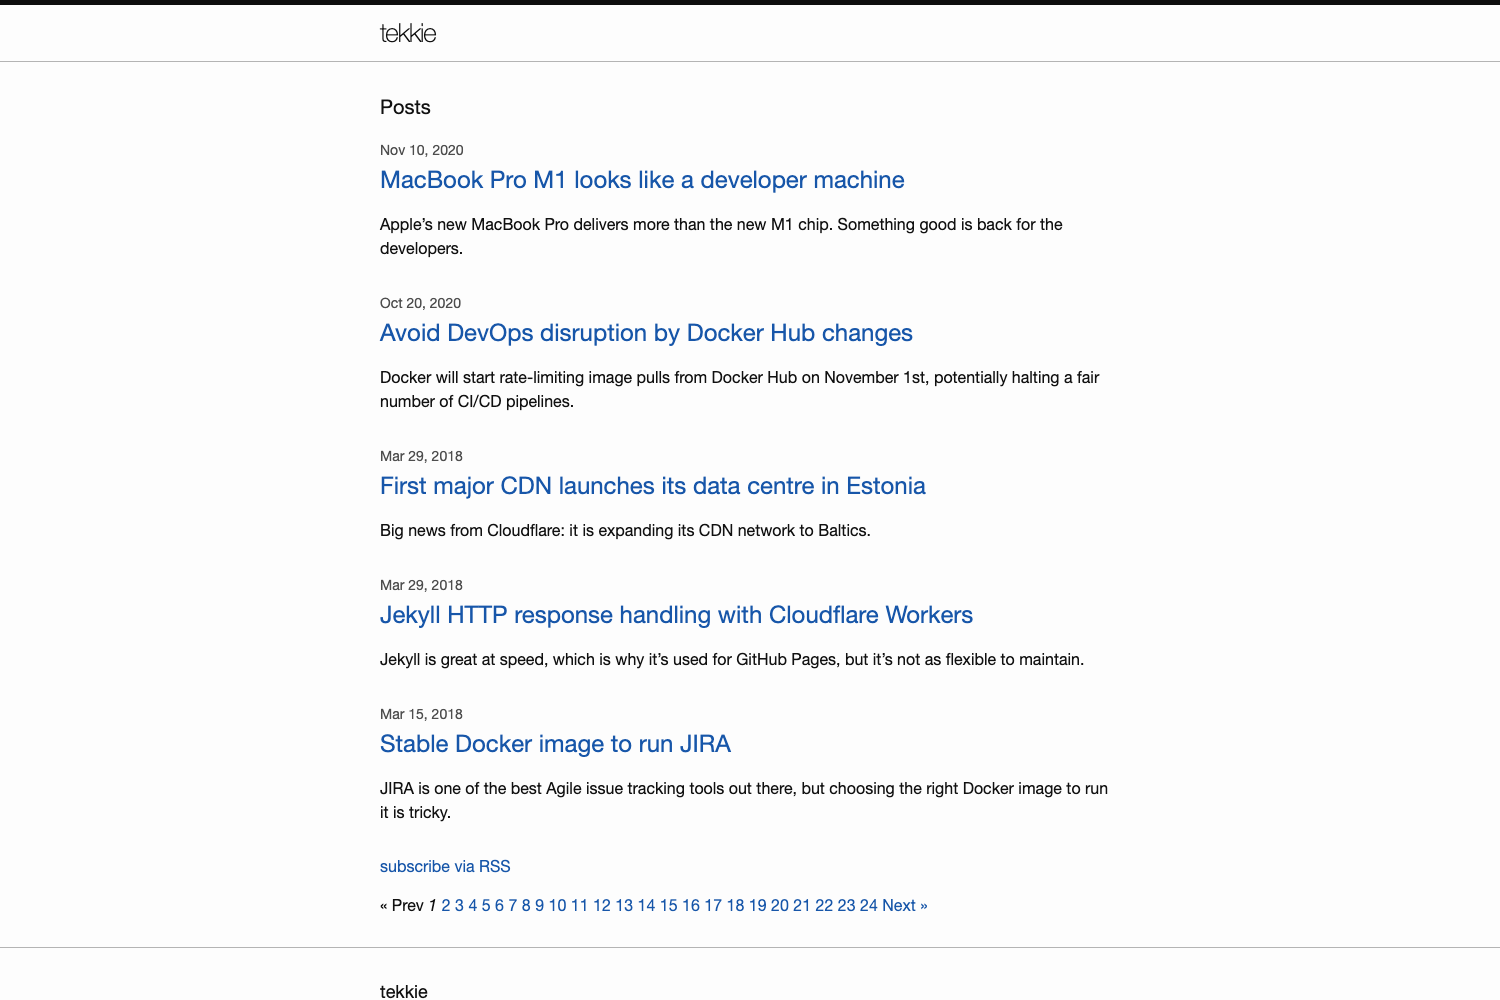 tekkie
Posts
Nov 10, 2020
MacBook Pro M1 looks like a developer machine
Apple’s new MacBook Pro delivers more than the new M1 chip. Something good is back for the
developers.
Oct 20, 2020
Avoid DevOps disruption by Docker Hub changes
Docker will start rate-limiting image pulls from Docker Hub on November 1st, potentially halting a fair
number of CI/CD pipelines.
Mar 29, 2018
First major CDN launches its data centre in Estonia
Big news from Cloudflare: it is expanding its CDN network to Baltics.
Mar 29, 2018
Jekyll HTTP response handling with Cloudflare Workers
Jekyll is great at speed, which is why it’s used for GitHub Pages, but it’s not as flexible to maintain.
Mar 15, 2018
Stable Docker image to run JIRA
JIRA is one of the best Agile issue tracking tools out there, but choosing the right Docker image to run
it is tricky.
subscribe via RSS
« Prev 1 2 3 4 5 6 7 8 9 10 11 12 13 14 15 16 17 18 19 20 21 22 23 24 Next »
tekkie